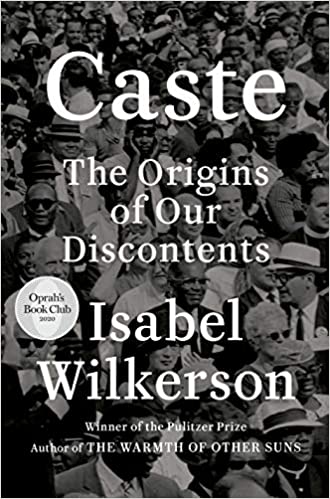 Caste
The Origins
of Our
Discontents
Oprah's
Book Club
2020
Isabel
Wilkerson
Winner of the Pulitzer Prize
Author of THE WARMTH OF OTHER SUNS